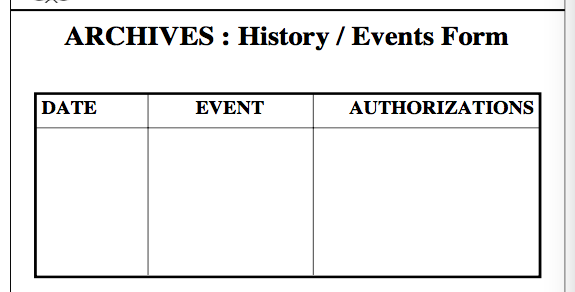 ARCHIVES : History / Events Form
DATE EVENT AUTHORIZATIONS